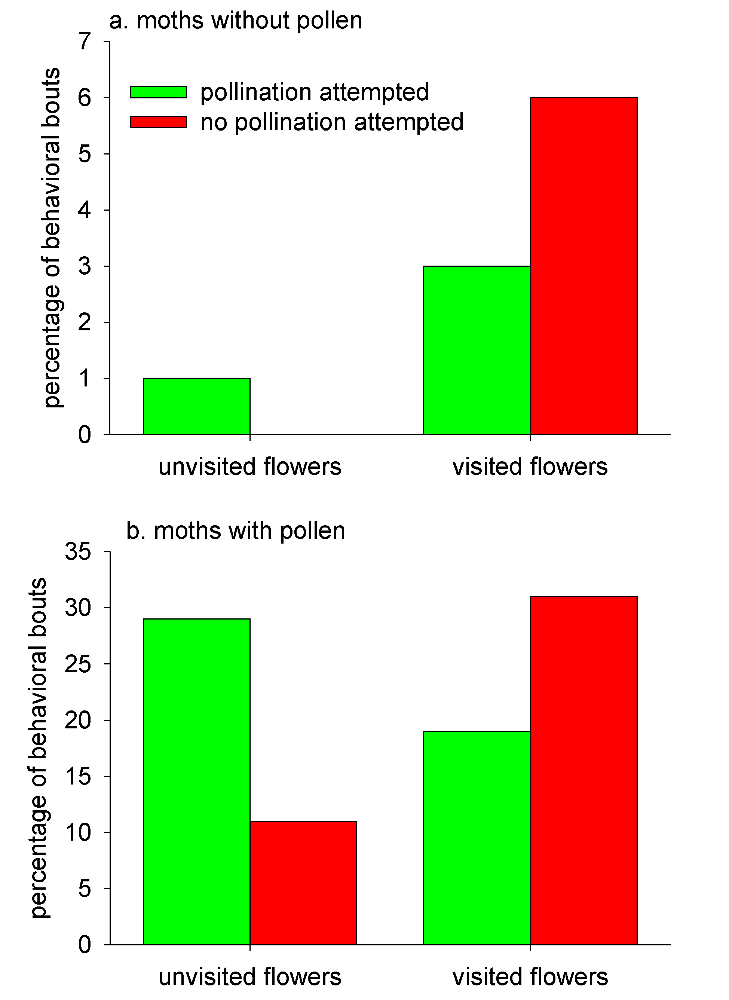 a. moths without pollen
percentage of behavioral bouts
7
6
5
4
3
2
1
0
pollination attempted
no pollination attempted
unvisited flowers
visited flowers
b. moths with pollen
percentage of behavioral bouts
35
30
25
20
15
10
5
0
unvisited flowers
visited flowers